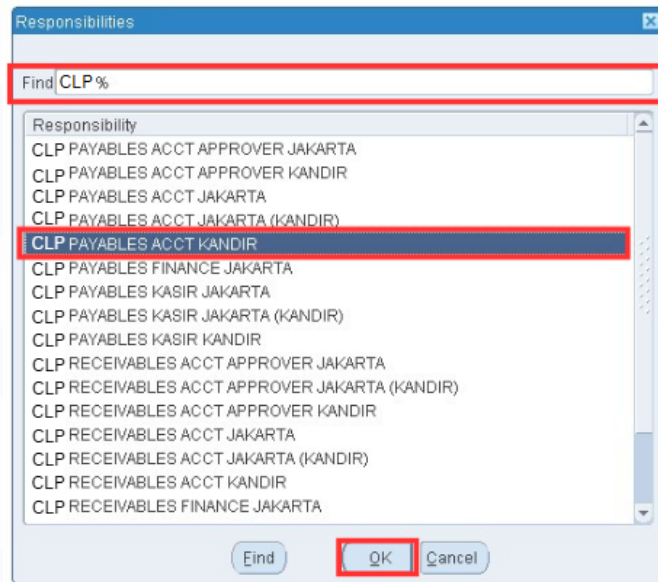 Responsibilities
Find CLP %
Responsibility
CLP PAYABLES ACCT APPROVER JAKARTA
CLP PAYABLES ACCT APPROVER KANDIR
CLP PAYABLES ACCT JAKARTA
CLP PAYABLES ACCT JAKARTA (KANDIR)
CLP PAYABLES ACCT KANDIR
CLP PAYABLES FINANCE JAKARTA
CLP PAYABLES KASIR JAKARTA
CLP PAYABLES KASIR JAKARTA (KANDIR)
CLP PAYABLES KASIR KANDIR
CLP RECEIVABLES ACCT APPROVER JAKARTA
CLP RECEIVABLES ACCT APPROVER JAKARTA (KANDIR)
CLP RECEIVABLES ACCT APPROVER KANDIR
CLP RECEIVABLES ACCT JAKARTA
CLP RECEIVABLES ACCT JAKARTA (KANDIR)
CLP RECEIVABLES ACCT KANDIR
CLP RECEIVABLES FINANCE JAKARTA
Find OK Cancel